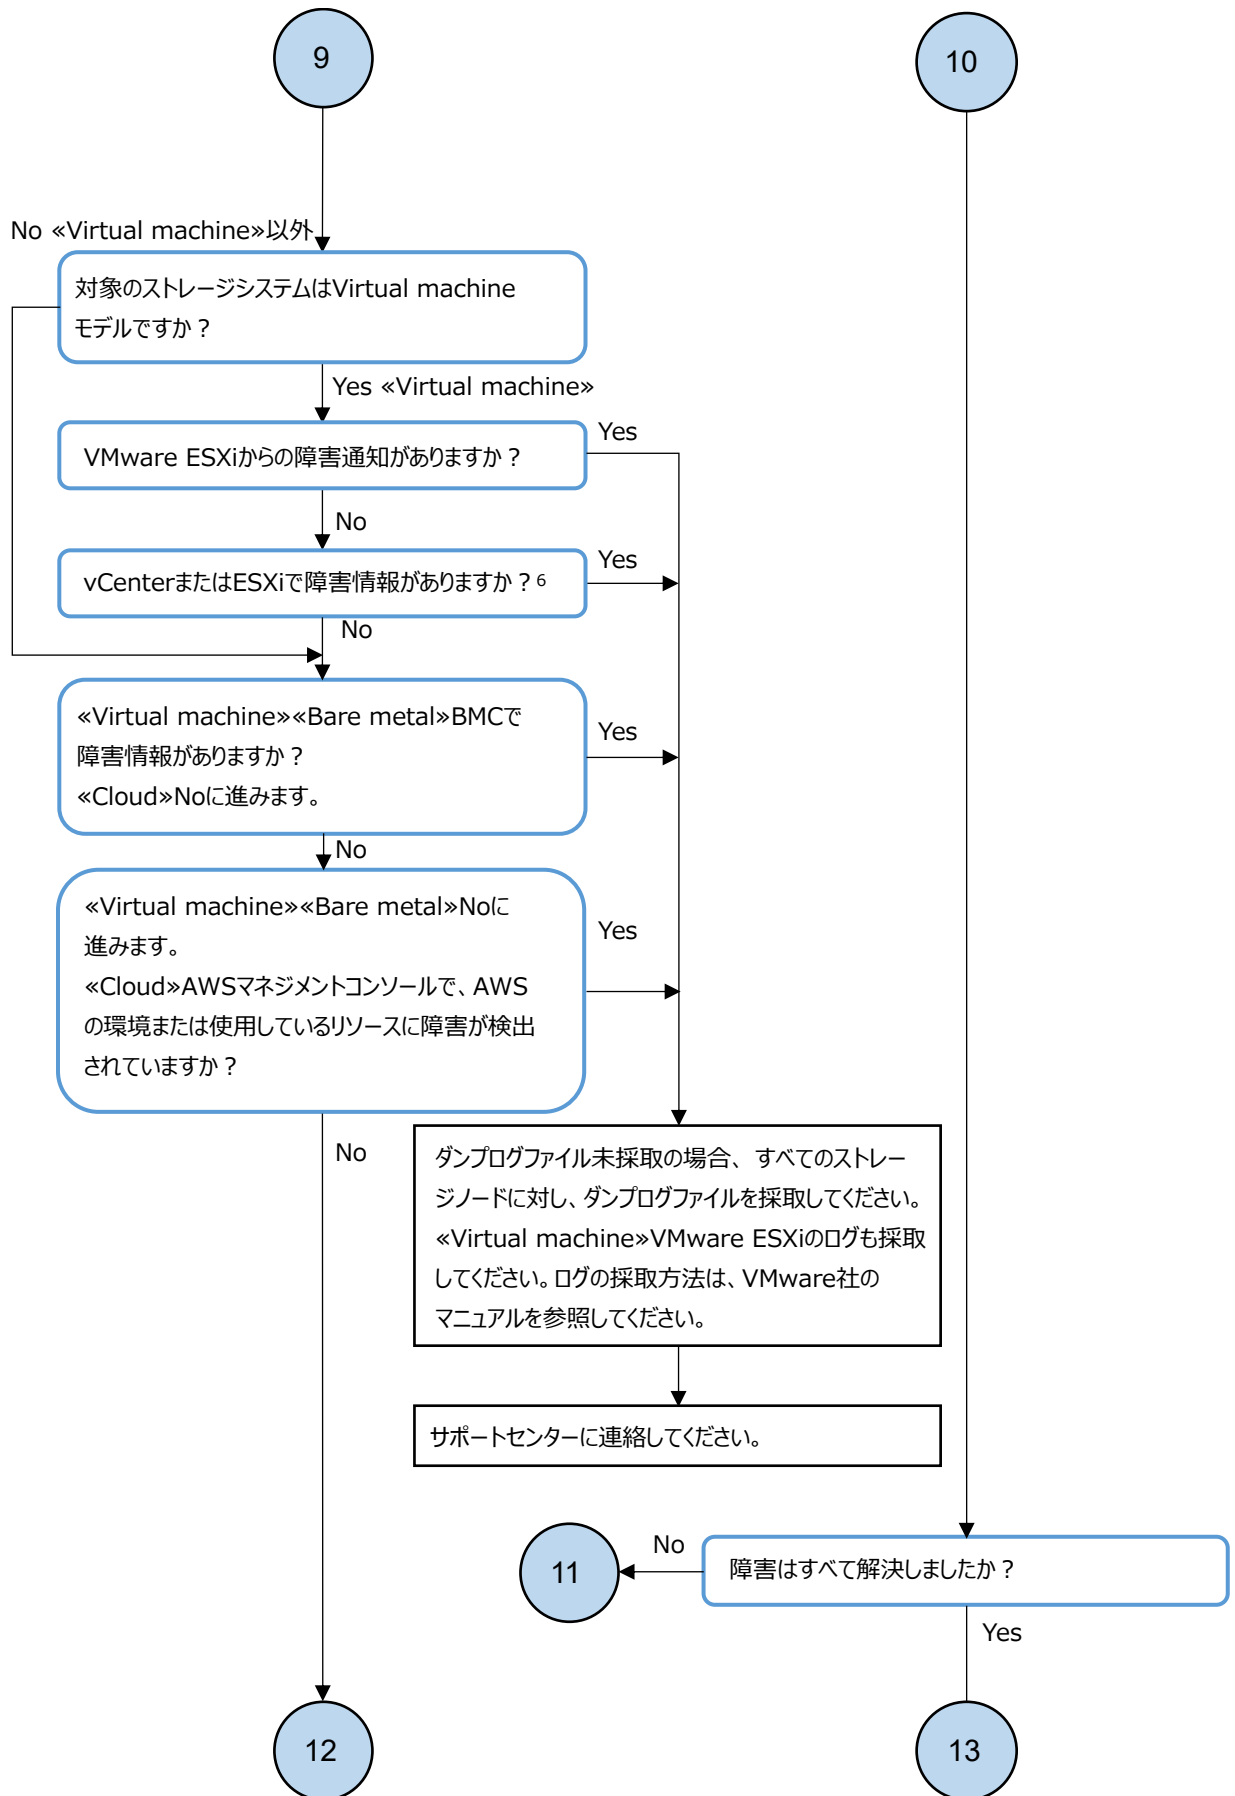 9
10
No «Virtual machine»以外
対象のストレージシステムはVirtual machine
モデルですか？
Yes «Virtual machine»
VMware ESXiからの障害通知がありますか？
Yes
No
vCenterまたはESXiで障害情報がありますか？6
Yes
No
«Virtual machine»«Bare metal»BMCで
障害情報がありますか？
«Cloud»Noに進みます。
Yes
No
«Virtual machine»«Bare metal»Noに
進みます。
«Cloud»AWSマネジメントコンソールで、AWS
の環境または使用しているリソースに障害が検出
されていますか？
Yes
No
ダンプログファイル未採取の場合、すべてのストレー
ジノードに対し、ダンプログファイルを採取してください。
«Virtual machine»VMware ESXiのログも採取
してください。ログの採取方法は、VMware社の
マニュアルを参照してください。
サポートセンターに連絡してください。
障害はすべて解決しましたか？
No
11
Yes
12
13